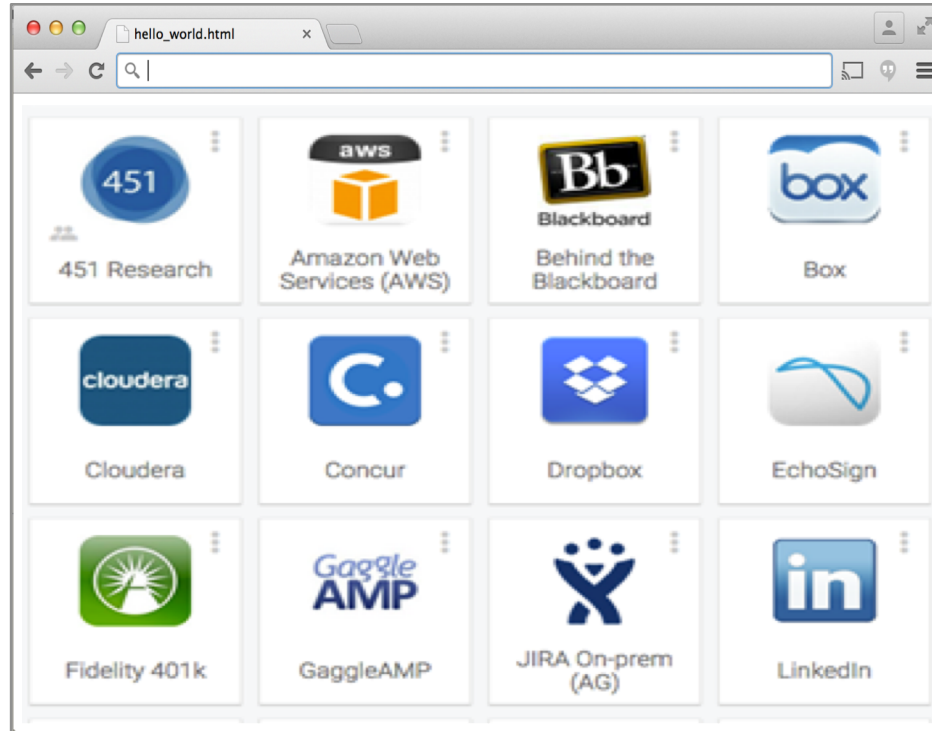 hello_world.html
451
aws
Bb
Blackboard
box
451 Research
Amazon Web
Services (AWS)
Behind the
Blackboard
Box
cloudera
C.
Cloudera
Concur
Dropbox
EchoSign
Gaggle
AMP
in
Fidelity 401k
GaggleAMP
JIRA On-prem
(AG)
LinkedIn